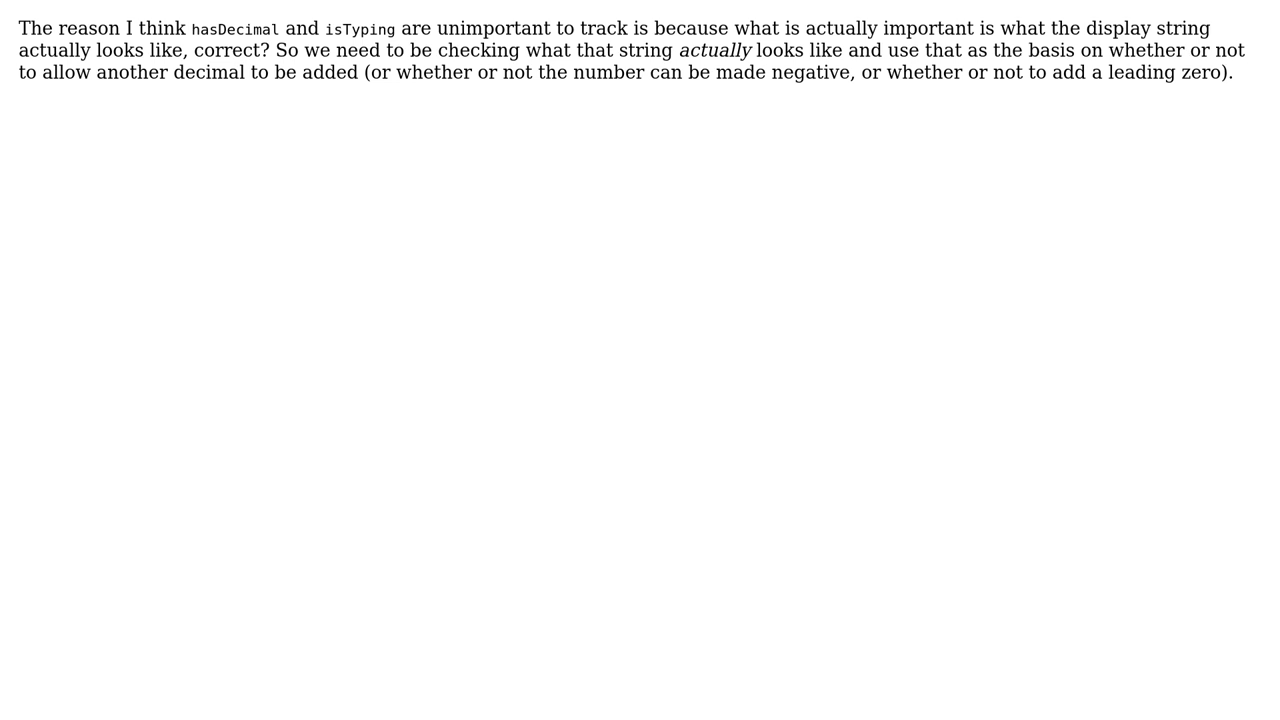 The reason I think hasDecimal and isTyping are unimportant to track is because what is actually important is what the display string
actually looks like, correct? So we need to be checking what that string actually looks like and use that as the basis on whether or not
to allow another decimal to be added (or whether or not the number can be made negative, or whether or not to add a leading zero).